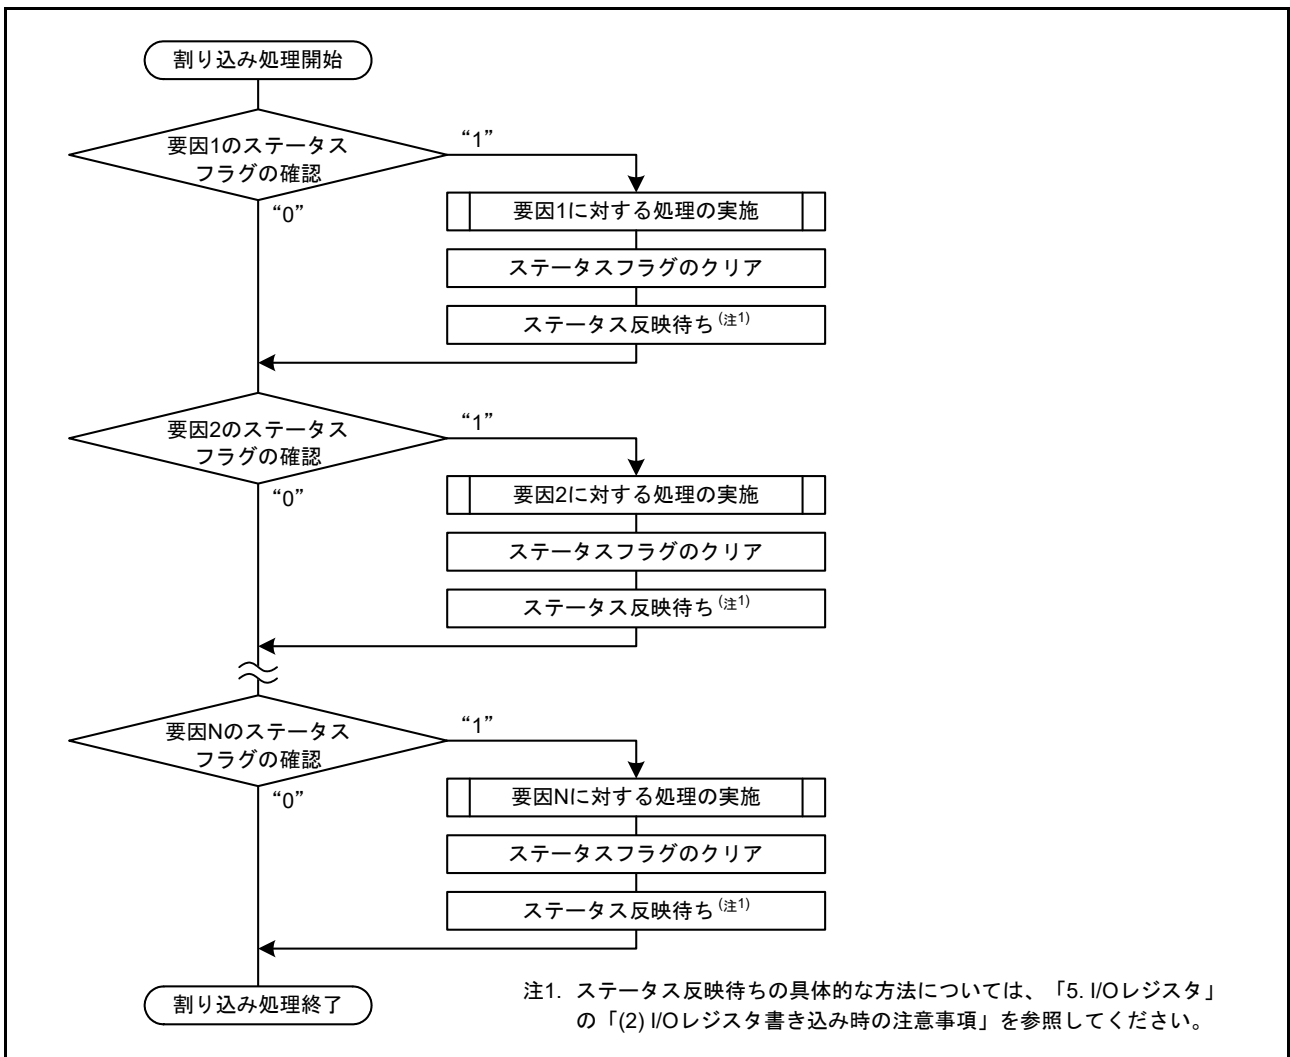 割り込み処理開始
要因1のステータス
フラグの確認
“1”
“0”
要因1に対する処理の実施
ステータスフラグのクリア
ステータス反映待ち(注1)
要因2のステータス
フラグの確認
“1”
“0”
要因2に対する処理の実施
ステータスフラグのクリア
ステータス反映待ち(注1)
要因Nのステータス
フラグの確認
“1”
“0”
要因Nに対する処理の実施
ステータスフラグのクリア
ステータス反映待ち(注1)
割り込み処理終了
注1. ステータス反映待ちの具体的な方法については、「5. I/Oレジスタ」
の「(2) I/Oレジスタ書き込み時の注意事項」を参照してください。